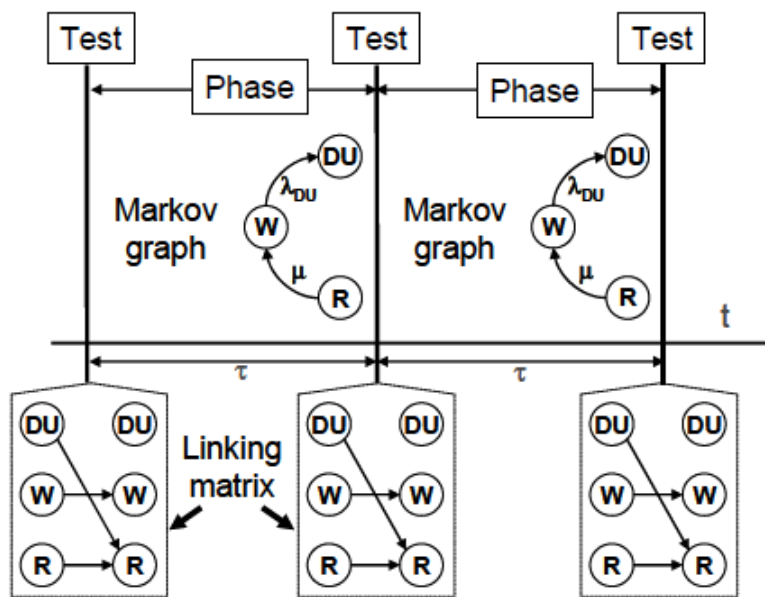 Test Test Test
Phase Phase
DU DU
λDU λDU
Markov graph W Markov graph W
μ μ
R R
t
τ τ
DU DU DU DU DU DU
Linking matrix
W W W W W W
R R R R R R